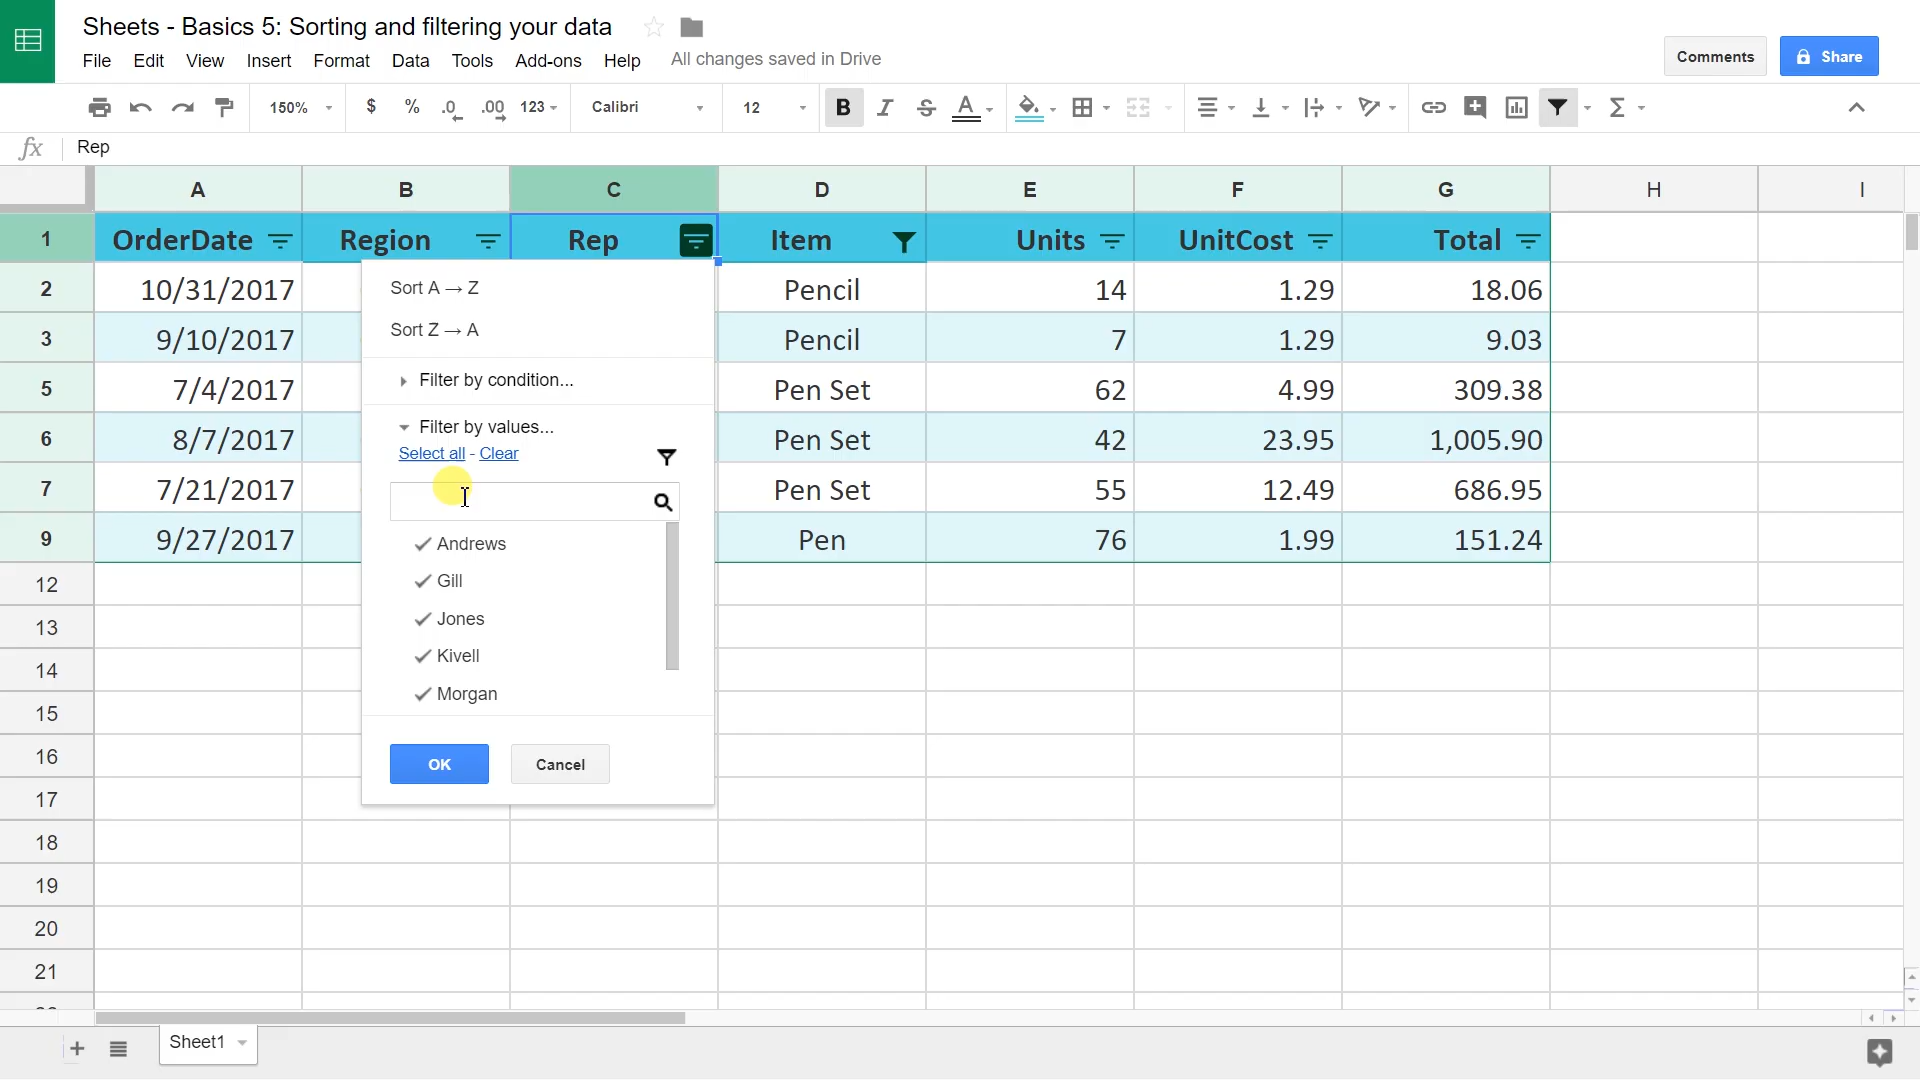 Sheets - Basics 5: Sorting and filtering your data
File Edit View Insert Format Data Tools Add-ons Help All changes saved in Drive
Comments Share
150% $ % .0 .00 123 Calibri 12 B I S A Σ
fx Rep
A B C D E F G H I
1 OrderDate Region Rep Item Units UnitCost Total
2 10/31/2017 Pencil 14 1.29 18.06
3 9/10/2017 Pencil 7 1.29 9.03
5 7/4/2017 Pen Set 62 4.99 309.38
6 8/7/2017 Pen Set 42 23.95 1,005.90
7 7/21/2017 Pen Set 55 12.49 686.95
9 9/27/2017 Pen 76 1.99 151.24
12
13
14
15
16
17
18
19
20
21
Sort A → Z
Sort Z → A
Filter by condition...
Filter by values...
Select all - Clear
Andrews
Gill
Jones
Kivell
Morgan
OK Cancel
Sheet1